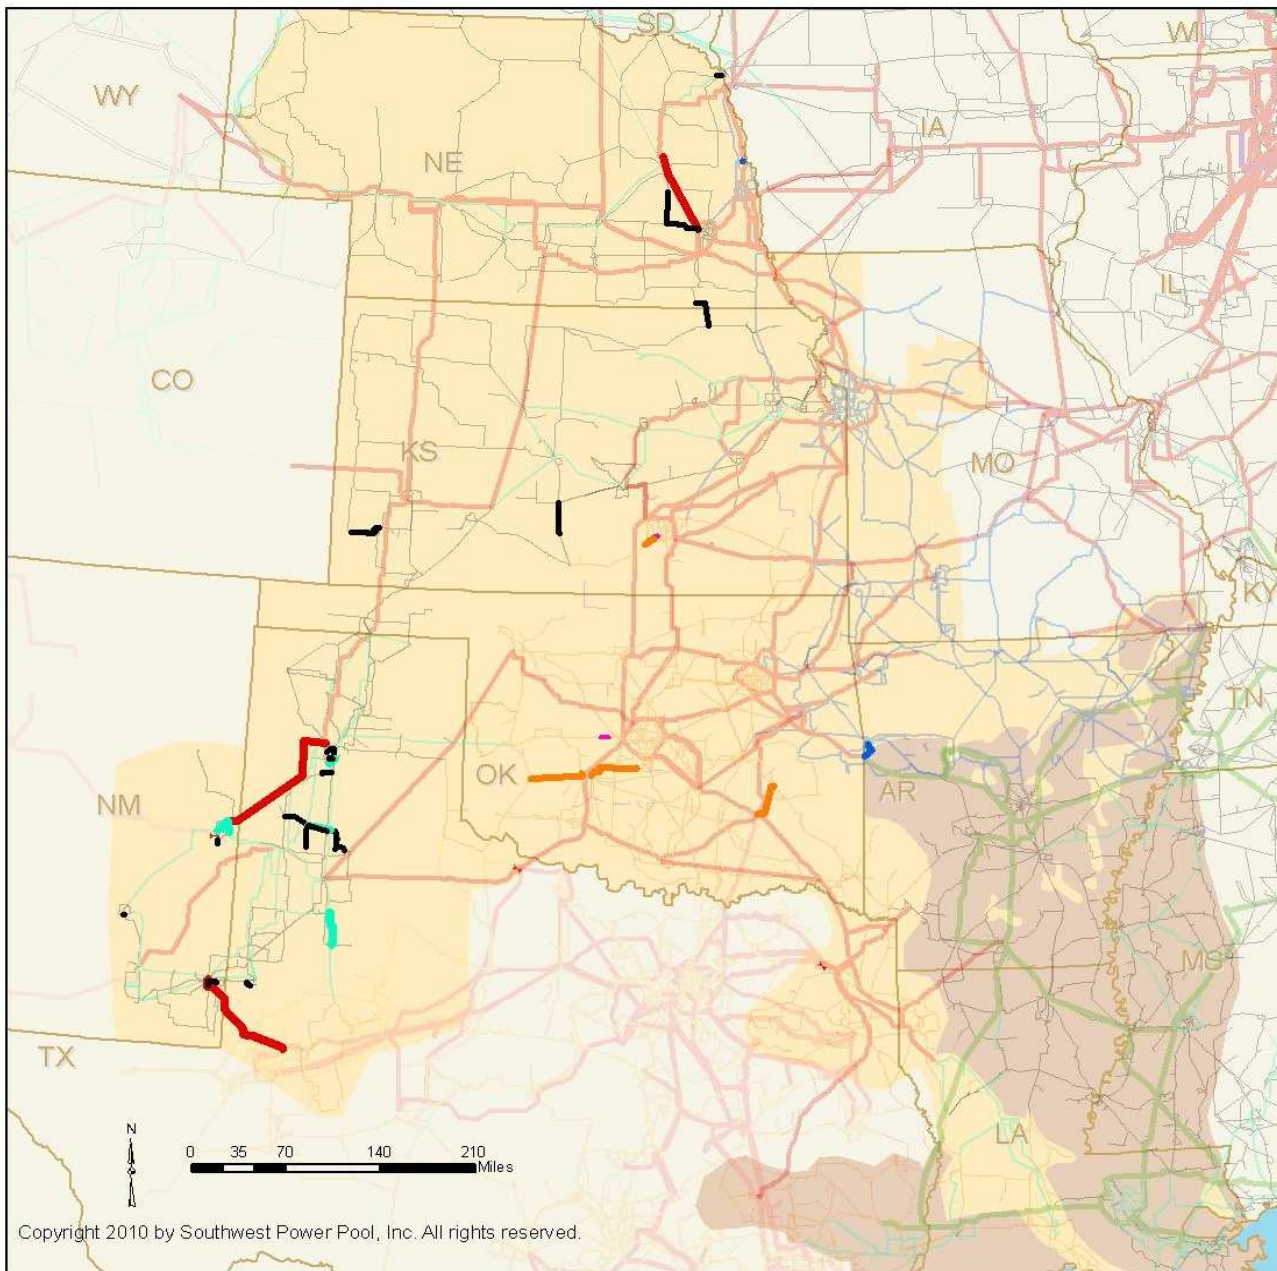 SD
WI
WY
IA
NE
IL
CO
KS
MO
KY
TN
NM
OK
AR
MS
TX
LA
N
0 35 70 140 210
Miles
Copyright 2010 by Southwest Power Pool, Inc. All rights reserved.